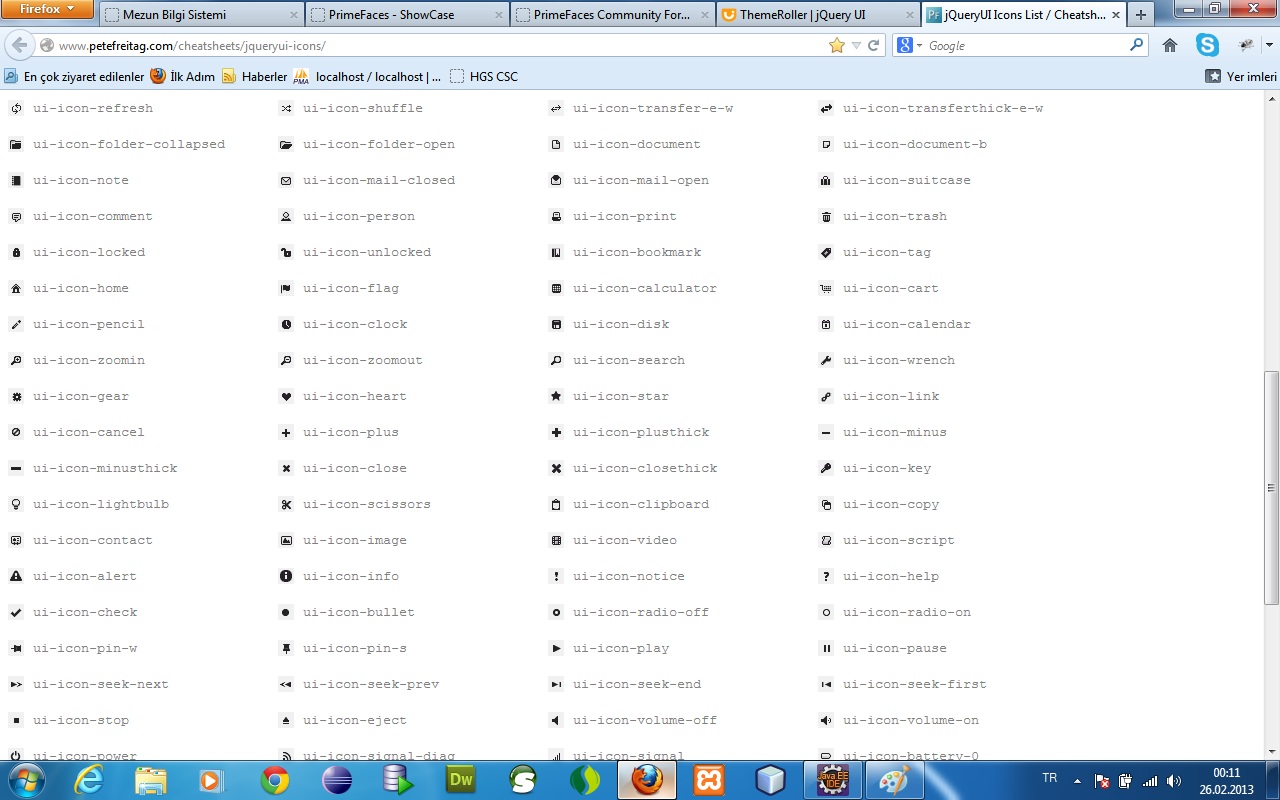 Firefox
Mezun Bilgi Sistemi
PrimeFaces - ShowCase
PrimeFaces Community For...
ThemeRoller | jQuery UI
jQueryUI Icons List / Cheatsh...
www.petefreitag.com/cheatsheets/jqueryui-icons/
Google
En çok ziyaret edilenler İlk Adım Haberler PMA localhost / localhost | ... HGS CSC Yer imleri
ui-icon-refresh ui-icon-shuffle ui-icon-transfer-e-w ui-icon-transferthick-e-w
ui-icon-folder-collapsed ui-icon-folder-open ui-icon-document ui-icon-document-b
ui-icon-note ui-icon-mail-closed ui-icon-mail-open ui-icon-suitcase
ui-icon-comment ui-icon-person ui-icon-print ui-icon-trash
ui-icon-locked ui-icon-unlocked ui-icon-bookmark ui-icon-tag
ui-icon-home ui-icon-flag ui-icon-calculator ui-icon-cart
ui-icon-pencil ui-icon-clock ui-icon-disk ui-icon-calendar
ui-icon-zoomin ui-icon-zoomout ui-icon-search ui-icon-wrench
ui-icon-gear ui-icon-heart ui-icon-star ui-icon-link
ui-icon-cancel ui-icon-plus ui-icon-plusthick ui-icon-minus
ui-icon-minusthick ui-icon-close ui-icon-closethick ui-icon-key
ui-icon-lightbulb ui-icon-scissors ui-icon-clipboard ui-icon-copy
ui-icon-contact ui-icon-image ui-icon-video ui-icon-script
ui-icon-alert ui-icon-info ui-icon-notice ui-icon-help
ui-icon-check ui-icon-bullet ui-icon-radio-off ui-icon-radio-on
ui-icon-pin-w ui-icon-pin-s ui-icon-play ui-icon-pause
ui-icon-seek-next ui-icon-seek-prev ui-icon-seek-end ui-icon-seek-first
ui-icon-stop ui-icon-eject ui-icon-volume-off ui-icon-volume-on
ui-icon-power ui-icon-signal-diag ui-icon-signal ui-icon-battery-0
Dw
Java EE
IDE
TR
00:11
26.02.2013